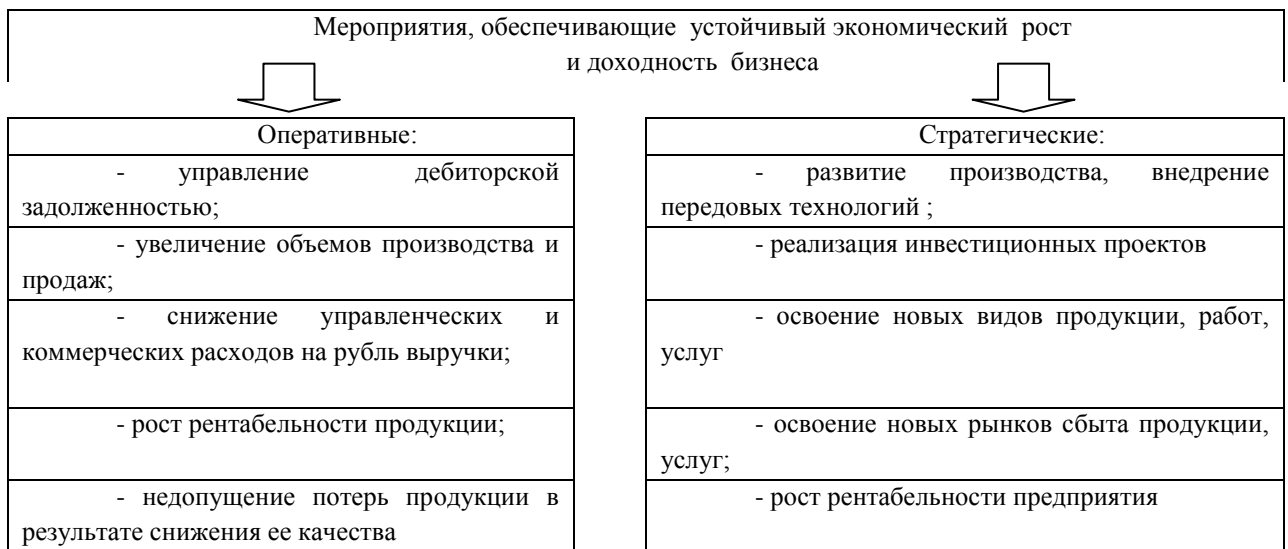 Мероприятия, обеспечивающие устойчивый экономический рост
и доходность бизнеса
Оперативные:
- управление дебиторской
задолженностью;
- увеличение объемов производства и
продаж;
- снижение управленческих и
коммерческих расходов на рубль выручки;
- рост рентабельности продукции;
- недопущение потерь продукции в
результате снижения ее качества
Стратегические:
- развитие производства, внедрение
передовых технологий ;
- реализация инвестиционных проектов
- освоение новых видов продукции, работ,
услуг
- освоение новых рынков сбыта продукции,
услуг;
- рост рентабельности предприятия